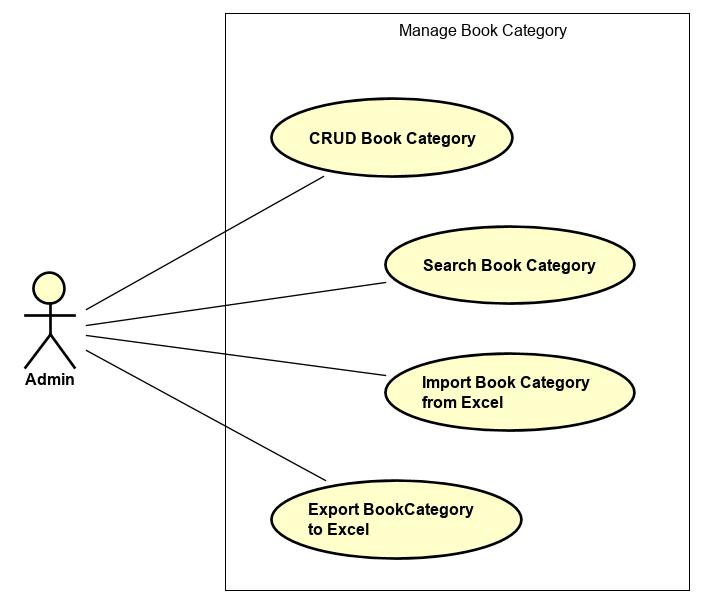 Manage Book Category
CRUD Book Category
Search Book Category
Admin
Import Book Category
from Excel
Export BookCategory
to Excel